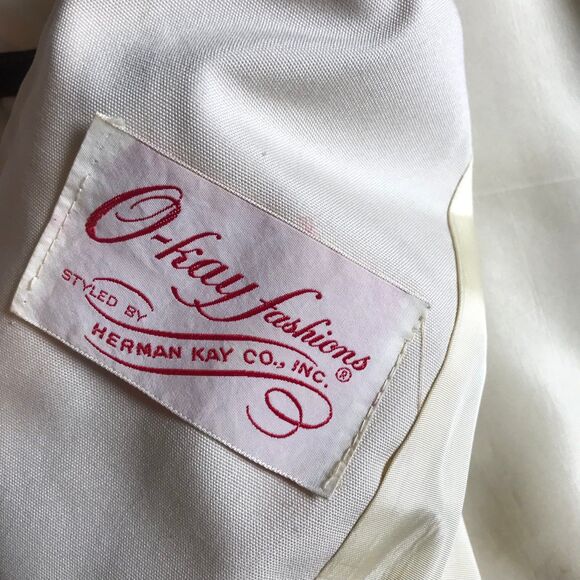 O-kay fashions®
STYLED BY
HERMAN KAY CO., INC.